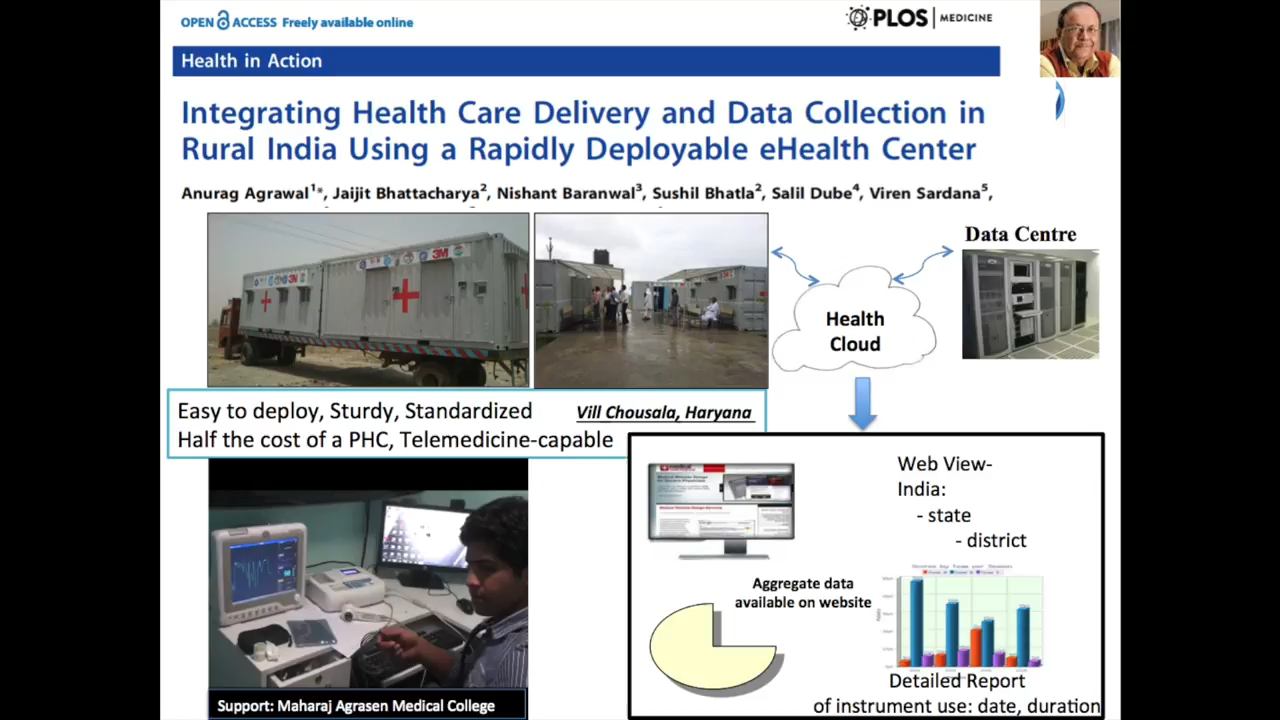 OPEN ACCESS Freely available online
PLOS | MEDICINE
Health in Action
Integrating Health Care Delivery and Data Collection in
Rural India Using a Rapidly Deployable eHealth Center
Anurag Agrawal1*, Jaijit Bhattacharya2, Nishant Baranwal3, Sushil Bhatla2, Salil Dube4, Viren Sardana5,
3M
3M
Data Centre
Health
Cloud
Easy to deploy, Sturdy, Standardized
Vill Chousala, Haryana
Half the cost of a PHC, Telemedicine-capable
Web View-
India:
- state
- district
Aggregate data
available on website
Detailed Report
of instrument use: date, duration
Support: Maharaj Agrasen Medical College